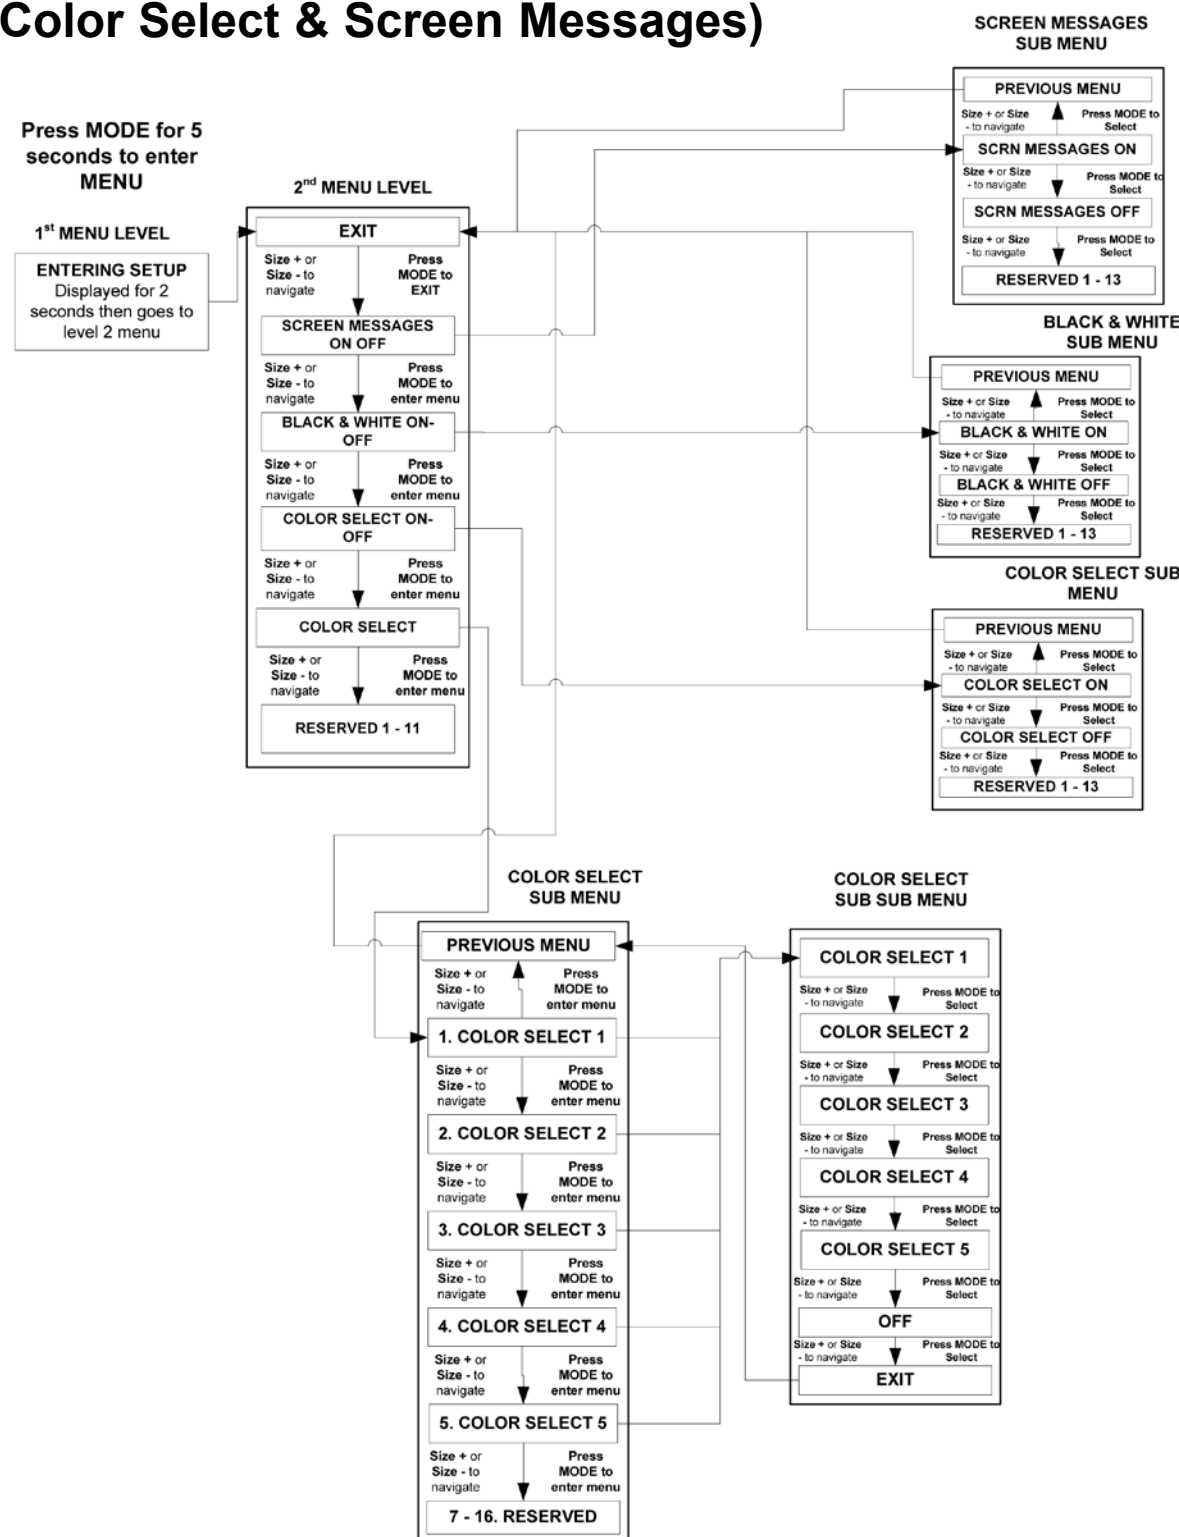 Color Select & Screen Messages)
Press MODE for 5
seconds to enter
MENU
1st MENU LEVEL
ENTERING SETUP
Displayed for 2
seconds then goes to
level 2 menu
2nd MENU LEVEL
EXIT
Size + or
Size - to
navigate
Press
MODE to
EXIT
SCREEN MESSAGES
ON OFF
Size + or
Size - to
navigate
Press
MODE to
enter menu
BLACK & WHITE ON-
OFF
Size + or
Size - to
navigate
Press
MODE to
enter menu
COLOR SELECT ON-
OFF
Size + or
Size - to
navigate
Press
MODE to
enter menu
COLOR SELECT
Size + or
Size - to
navigate
Press
MODE to
enter menu
RESERVED 1 - 11
SCREEN MESSAGES
SUB MENU
PREVIOUS MENU
Size + or Size
- to navigate
Press MODE to
Select
SCRN MESSAGES ON
Size + or Size
- to navigate
Press MODE to
Select
SCRN MESSAGES OFF
Size + or Size
- to navigate
Press MODE to
Select
RESERVED 1 - 13
BLACK & WHITE
SUB MENU
PREVIOUS MENU
Size + or Size
- to navigate
Press MODE to
Select
BLACK & WHITE ON
Size + or Size
- to navigate
Press MODE to
Select
BLACK & WHITE OFF
Size + or Size
- to navigate
Press MODE to
Select
RESERVED 1 - 13
COLOR SELECT SUB
MENU
PREVIOUS MENU
Size + or Size
- to navigate
Press MODE to
Select
COLOR SELECT ON
Size + or Size
- to navigate
Press MODE to
Select
COLOR SELECT OFF
Size + or Size
- to navigate
Press MODE to
Select
RESERVED 1 - 13
COLOR SELECT
SUB MENU
PREVIOUS MENU
Size + or
Size - to
navigate
Press
MODE to
enter menu
1. COLOR SELECT 1
Size + or
Size - to
navigate
Press
MODE to
enter menu
2. COLOR SELECT 2
Size + or
Size - to
navigate
Press
MODE to
enter menu
3. COLOR SELECT 3
Size + or
Size - to
navigate
Press
MODE to
enter menu
4. COLOR SELECT 4
Size + or
Size - to
navigate
Press
MODE to
enter menu
5. COLOR SELECT 5
Size + or
Size - to
navigate
Press
MODE to
enter menu
7 - 16. RESERVED
COLOR SELECT
SUB SUB MENU
COLOR SELECT 1
Size + or Size
- to navigate
Press MODE to
Select
COLOR SELECT 2
Size + or Size
- to navigate
Press MODE to
Select
COLOR SELECT 3
Size + or Size
- to navigate
Press MODE to
Select
COLOR SELECT 4
Size + or Size
- to navigate
Press MODE to
Select
COLOR SELECT 5
Size + or Size
- to navigate
Press MODE to
Select
OFF
Size + or Size
- to navigate
Press MODE to
Select
EXIT